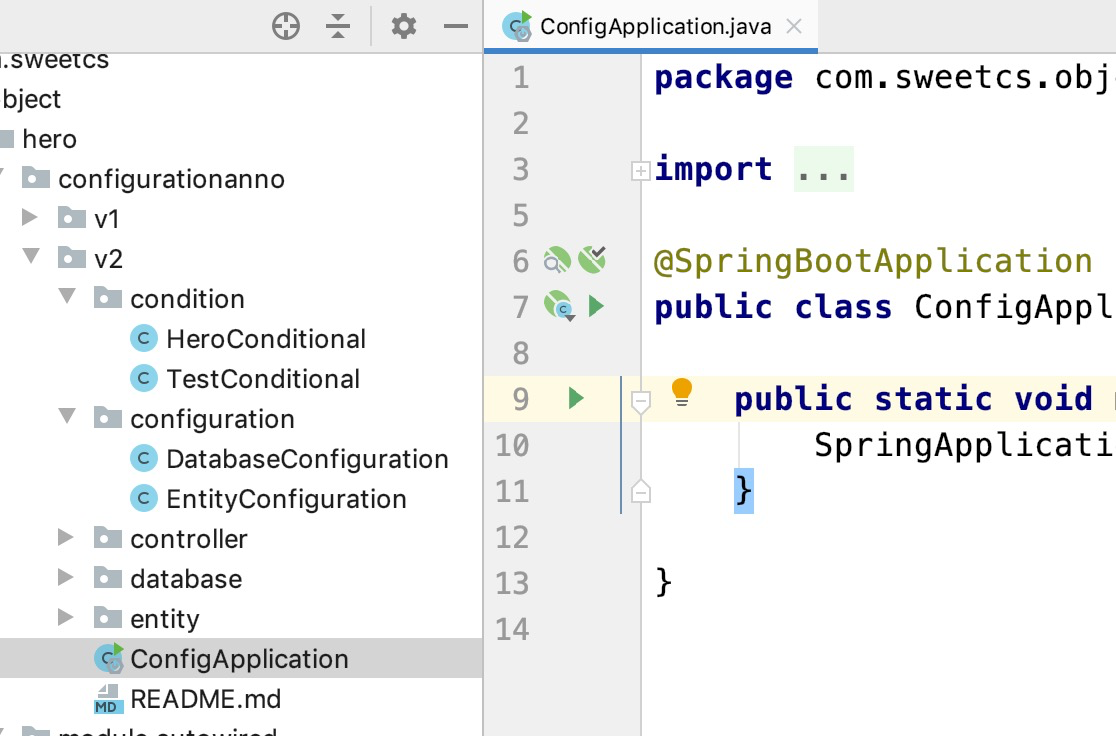 .sweetcs
bject
hero
configurationanno
v1
v2
condition
HeroConditional
TestConditional
configuration
DatabaseConfiguration
EntityConfiguration
controller
database
entity
ConfigApplication
README.md
ConfigApplication.java
1 package com.sweetcs.obj
2
3 import ...
5
6 @SpringBootApplication
7 public class ConfigAppl
8
9 public static void
10 SpringApplicati
11 }
12
13 }
14